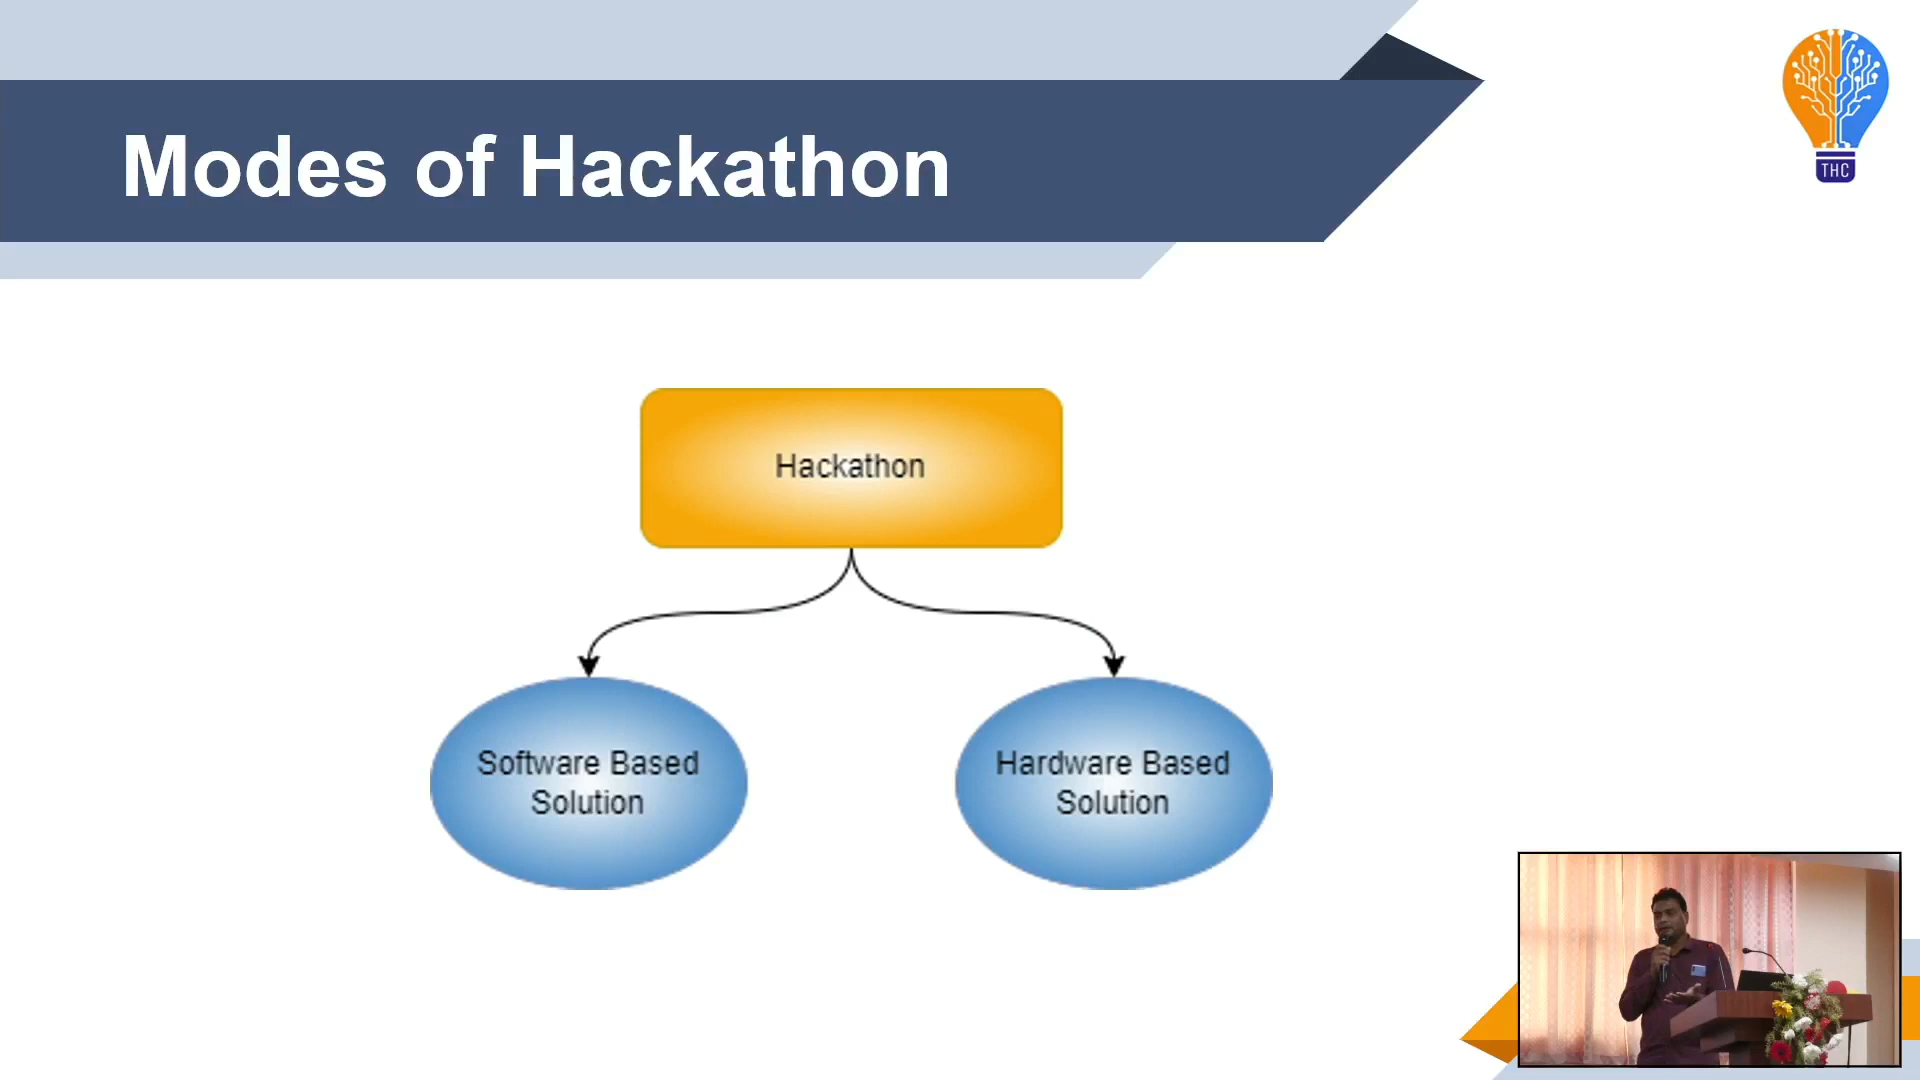 Modes of Hackathon
THC
Hackathon
Software Based
Solution
Hardware Based
Solution